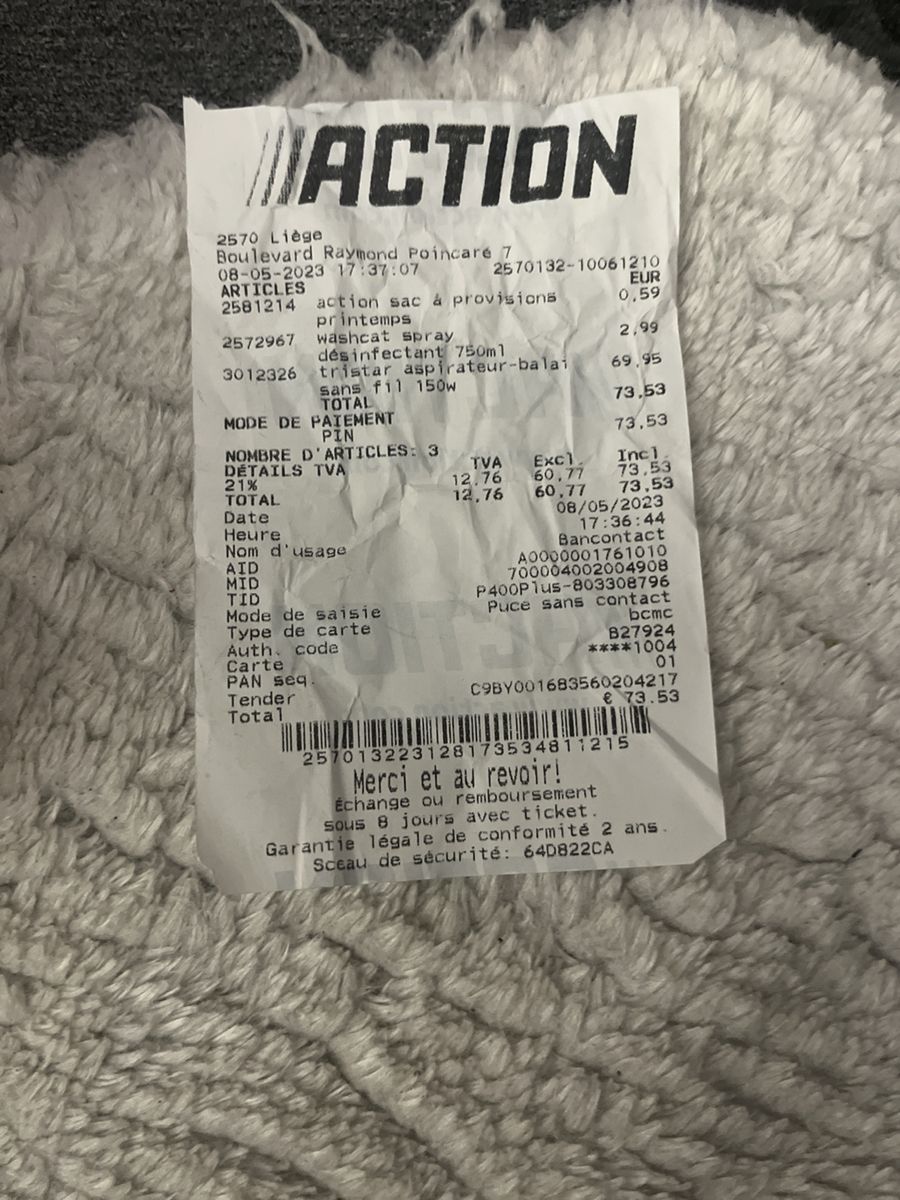 ACTION
2570 Liège
Boulevard Raymond Poincaré 7
08-05-2023 17:37:07 2570132-10061210
ARTICLES EUR
2581214 action sac à provisions 0,59
printemps
2572967 washcat spray 2,99
désinfectant 750ml
3012326 tristar aspirateur-balai 69,95
sans fil 150w
TOTAL 73,53
MODE DE PAIEMENT
PIN 73,53
NOMBRE D'ARTICLES: 3
DÉTAILS TVA TVA Excl. Incl.
21% 12,76 60,77 73,53
TOTAL 12,76 60,77 73,53
Date 08/05/2023
Heure 17:36:44
Nom d'usage Bancontact
AID A0000001761010
MID 700004002004908
TID P400Plus-803308796
Mode de saisie Puce sans contact
Type de carte bcmc
Auth. code B27924
Carte ****1004
PAN seq. 01
Tender C9BY001683560204217
Total € 73.53
257013223128173534811215
Merci et au revoir!
Échange ou remboursement
sous 8 jours avec ticket.
Garantie légale de conformité 2 ans.
Sceau de sécurité: 64D822CA